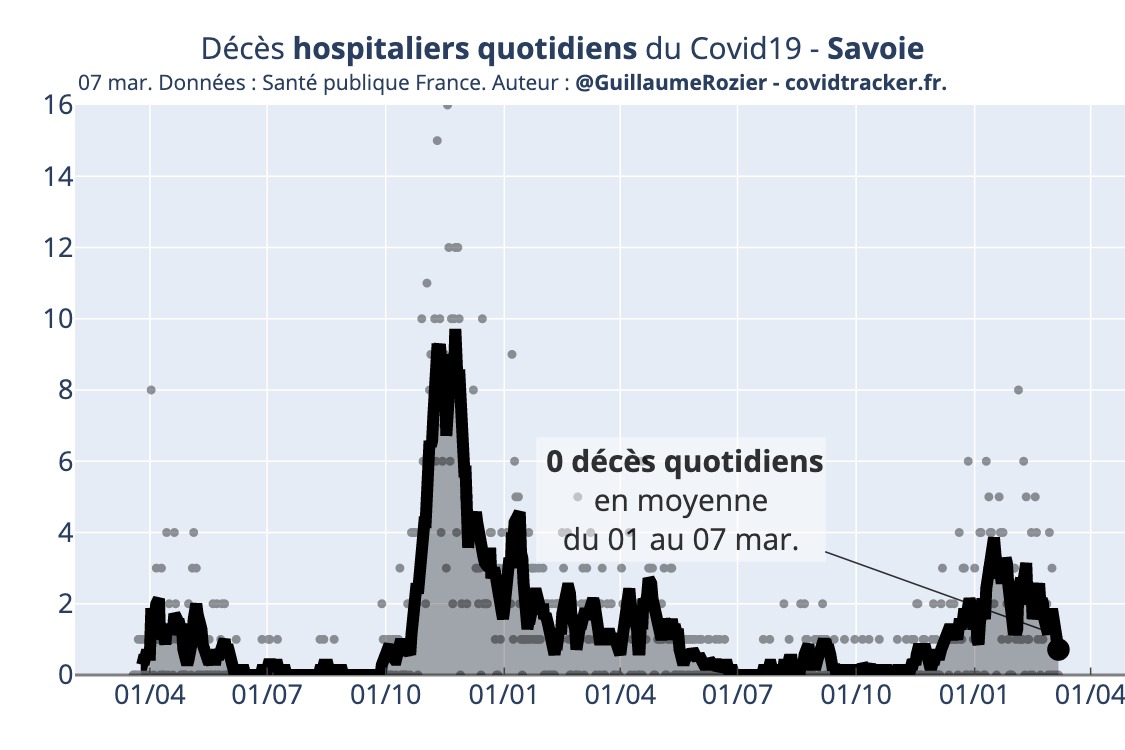 Décès hospitaliers quotidiens du Covid19 - Savoie
07 mar. Données : Santé publique France. Auteur : @GuillaumeRozier - covidtracker.fr.
16
14
12
10
8
6
4
2
0
0 décès quotidiens
en moyenne
du 01 au 07 mar.
01/04 01/07 01/10 01/01 01/04 01/07 01/10 01/01 01/04